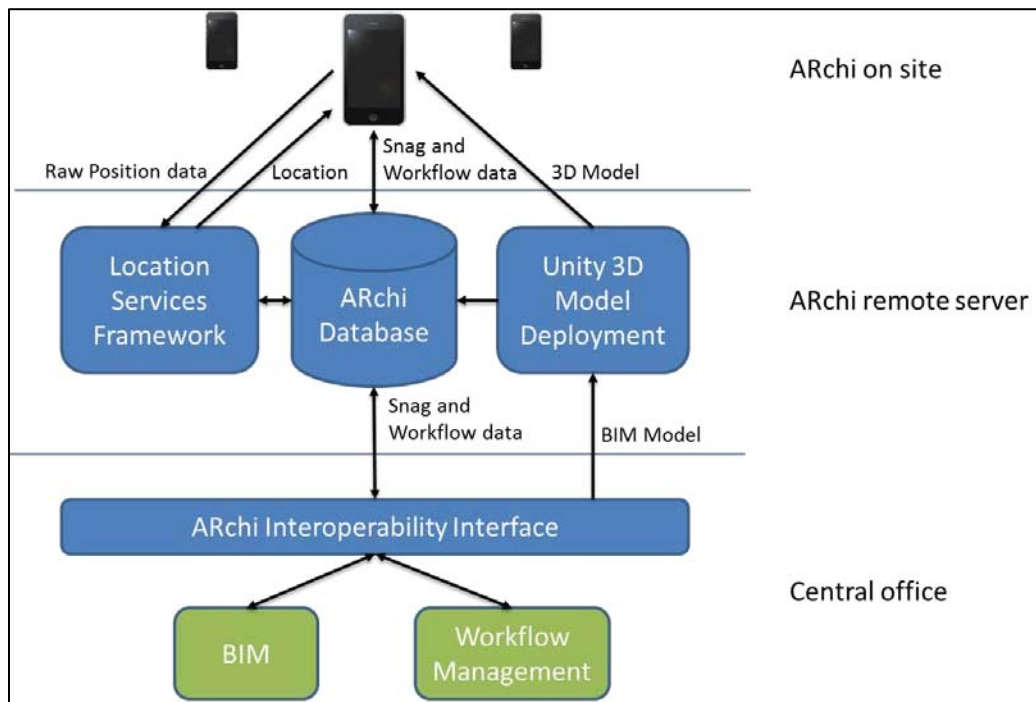 ARchi on site
Snag and
Workflow data
Raw Position data
Location
3D Model
Location
Services
Framework
ARchi
Database
Unity 3D
Model
Deployment
ARchi remote server
Snag and
Workflow data
BIM Model
ARchi Interoperability Interface
Central office
BIM
Workflow
Management